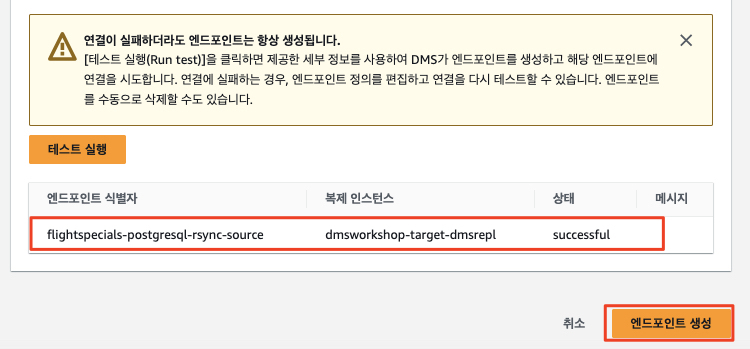 연결이 실패하더라도 엔드포인트는 항상 생성됩니다.
[테스트 실행(Run test)]을 클릭하면 제공한 세부 정보를 사용하여 DMS가 엔드포인트를 생성하고 해당 엔드포인트에
연결을 시도합니다. 연결에 실패하는 경우, 엔드포인트 정의를 편집하고 연결을 다시 테스트할 수 있습니다. 엔드포인트
를 수동으로 삭제할 수도 있습니다.
테스트 실행
엔드포인트 식별자 복제 인스턴스 상태 메시지
flightspecials-postgresql-rsync-source dmsworkshop-target-dmsrepl successful
취소 엔드포인트 생성